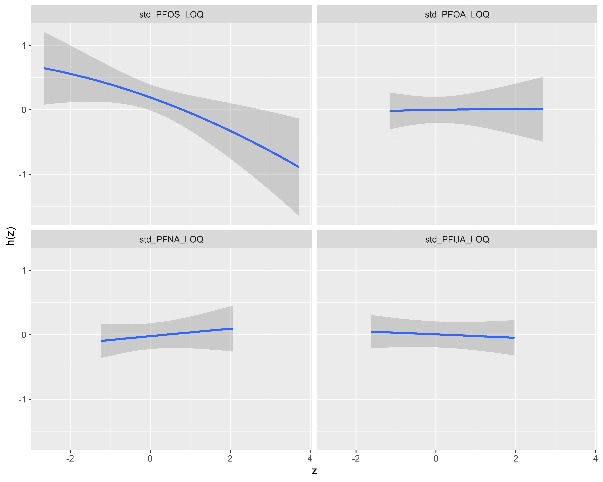 std_PFOS_LOQ
std_PFOA_LOQ
1
0
-1
h(z)
std_PFNA_LOQ
std_PFUA_LOQ
1
0
-1
-2
0
2
4
-2
0
2
4
z